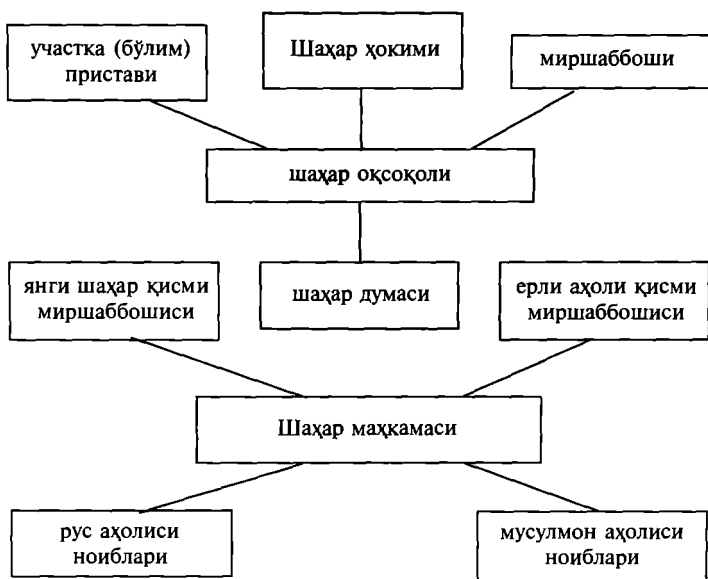 участка (бўлим)
пристави
Шаҳар ҳокими
миршаббоши
шаҳар оқсоқоли
янги шаҳар қисми
миршаббошиси
шаҳар думаси
ерли аҳоли қисми
миршаббошиси
Шаҳар маҳкамаси
рус аҳолиси
ноиблари
мусулмон аҳолиси
ноиблари